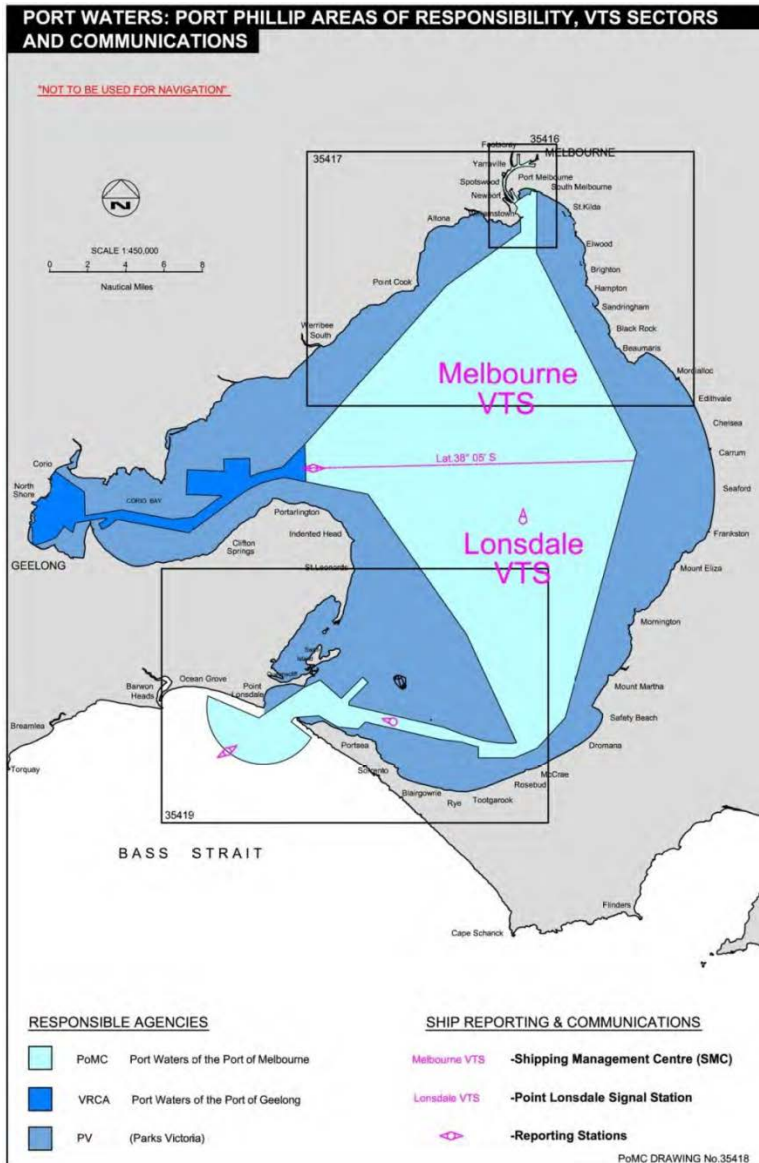 PORT WATERS: PORT PHILLIP AREAS OF RESPONSIBILITY, VTS SECTORS
AND COMMUNICATIONS
"NOT TO BE USED FOR NAVIGATION"
35416
35417
Footscray
MELBOURNE
Yarraville
Port Melbourne
Spotswood
South Melbourne
Newport
St.Kilda
Altona
N
Elwood
SCALE 1:450,000
Brighton
0 2 4 6 8
Nautical Miles
Point Cook
Hampton
Sandringham
Black Rock
Werribee
South
Beaumaris
Mordialloc
Melbourne
VTS
Edithvale
Chelsea
Carrum
Lat.38° 05' S
Corio
North
Shore
Seaford
CORIO BAY
Portarlington
Indented Head
Frankston
Clifton
Springs
Lonsdale
VTS
GEELONG
St.Leonards
Mount Eliza
Mornington
Swan
Island
Ocean Grove
Point
Lonsdale
Barwon
Heads
Mount Martha
Breamlea
Safety Beach
Portsea
Dromana
Torquay
Sorrento
McCrae
Rosebud
Blairgowrie
Tootgarook
Rye
35419
BASS STRAIT
Flinders
Cape Schanck
RESPONSIBLE AGENCIES
SHIP REPORTING & COMMUNICATIONS
PoMC Port Waters of the Port of Melbourne
Melbourne VTS -Shipping Management Centre (SMC)
VRCA Port Waters of the Port of Geelong
Lonsdale VTS -Point Lonsdale Signal Station
PV (Parks Victoria)
-Reporting Stations
PoMC DRAWING No.35418